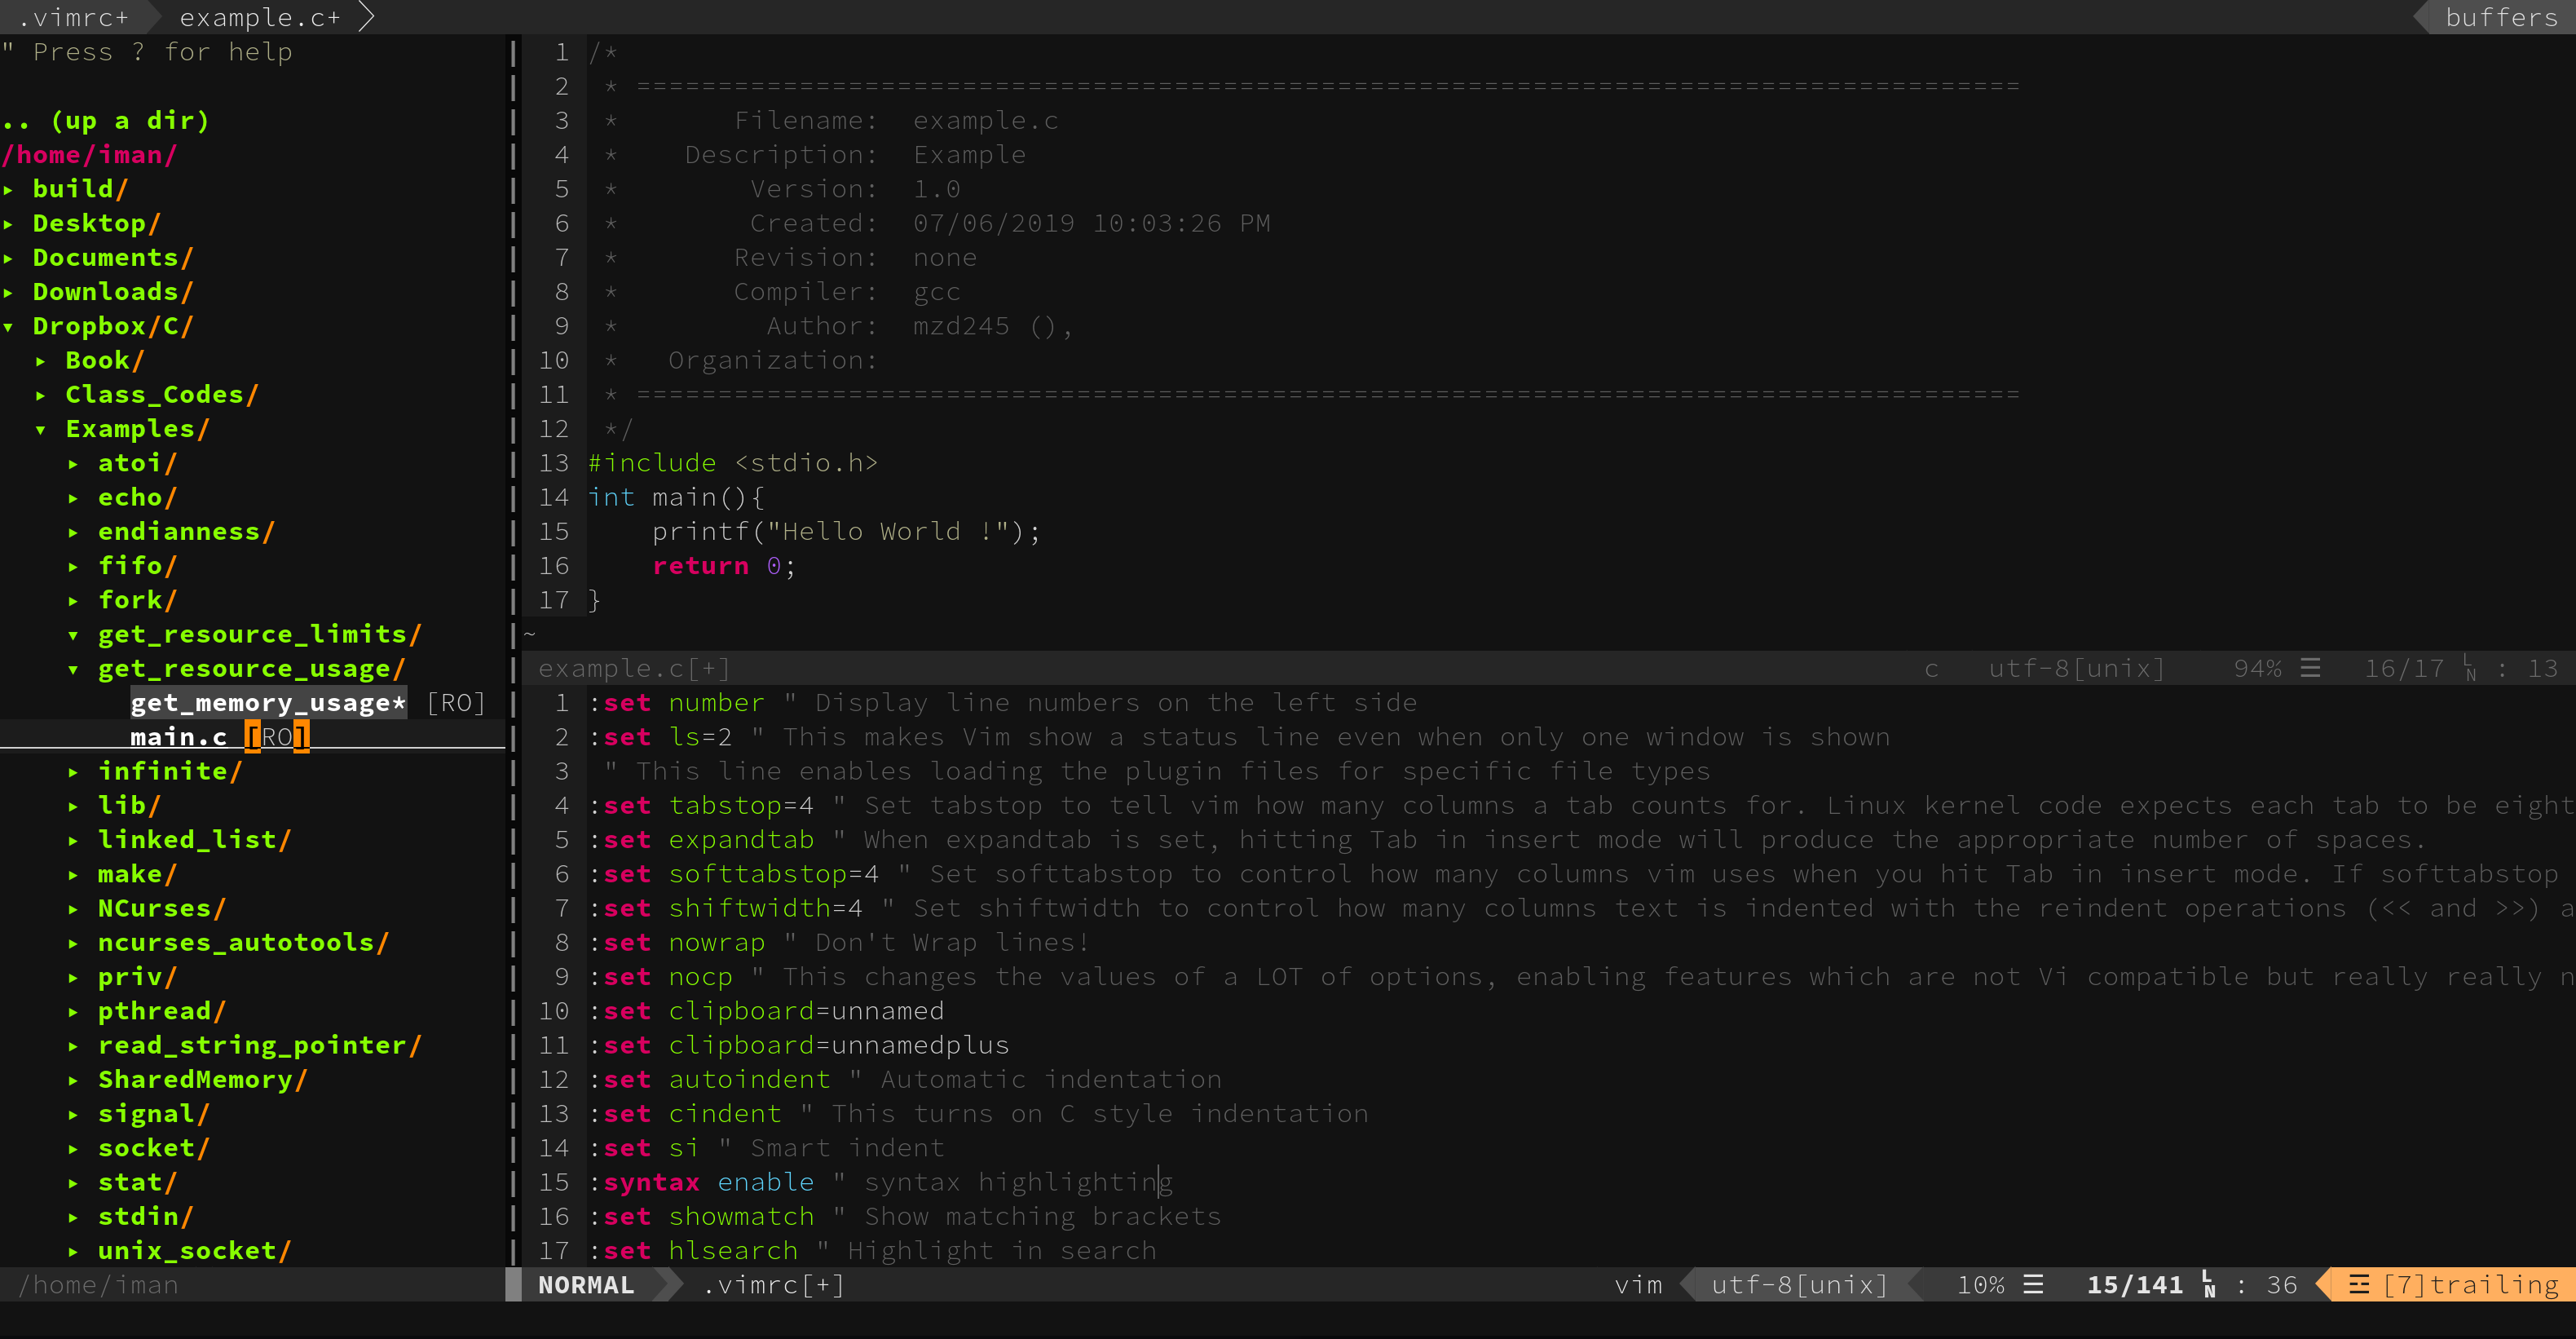 .vimrc+ example.c+ buffers
" Press ? for help
.. (up a dir)
/home/iman/
▸ build/
▸ Desktop/
▸ Documents/
▸ Downloads/
▾ Dropbox/C/
▸ Book/
▸ Class_Codes/
▾ Examples/
▸ atoi/
▸ echo/
▸ endianness/
▸ fifo/
▸ fork/
▾ get_resource_limits/
▾ get_resource_usage/
get_memory_usage* [RO]
main.c [RO]
▸ infinite/
▸ lib/
▸ linked_list/
▸ make/
▸ NCurses/
▸ ncurses_autotools/
▸ priv/
▸ pthread/
▸ read_string_pointer/
▸ SharedMemory/
▸ signal/
▸ socket/
▸ stat/
▸ stdin/
▸ unix_socket/
/home/iman
1 /*
2  * =====================================================================================
3  *       Filename:  example.c
4  *    Description:  Example
5  *        Version:  1.0
6  *        Created:  07/06/2019 10:03:26 PM
7  *       Revision:  none
8  *       Compiler:  gcc
9  *         Author:  mzd245 (),
10  *   Organization:
11  * =====================================================================================
12  */
13 #include <stdio.h>
14 int main(){
15     printf("Hello World !");
16     return 0;
17 }
~
example.c[+] c utf-8[unix] 94% ☰ 16/17 LN : 13
1 :set number " Display line numbers on the left side
2 :set ls=2 " This makes Vim show a status line even when only one window is shown
3  " This line enables loading the plugin files for specific file types
4 :set tabstop=4 " Set tabstop to tell vim how many columns a tab counts for. Linux kernel code expects each tab to be eight
5 :set expandtab " When expandtab is set, hitting Tab in insert mode will produce the appropriate number of spaces.
6 :set softtabstop=4 " Set softtabstop to control how many columns vim uses when you hit Tab in insert mode. If softtabstop
7 :set shiftwidth=4 " Set shiftwidth to control how many columns text is indented with the reindent operations (<< and >>) a
8 :set nowrap " Don't Wrap lines!
9 :set nocp " This changes the values of a LOT of options, enabling features which are not Vi compatible but really really n
10 :set clipboard=unnamed
11 :set clipboard=unnamedplus
12 :set autoindent " Automatic indentation
13 :set cindent " This turns on C style indentation
14 :set si " Smart indent
15 :syntax enable " syntax highlighting
16 :set showmatch " Show matching brackets
17 :set hlsearch " Highlight in search
NORMAL .vimrc[+] vim utf-8[unix] 10% ☰ 15/141 LN : 36 ☲ [7]trailing